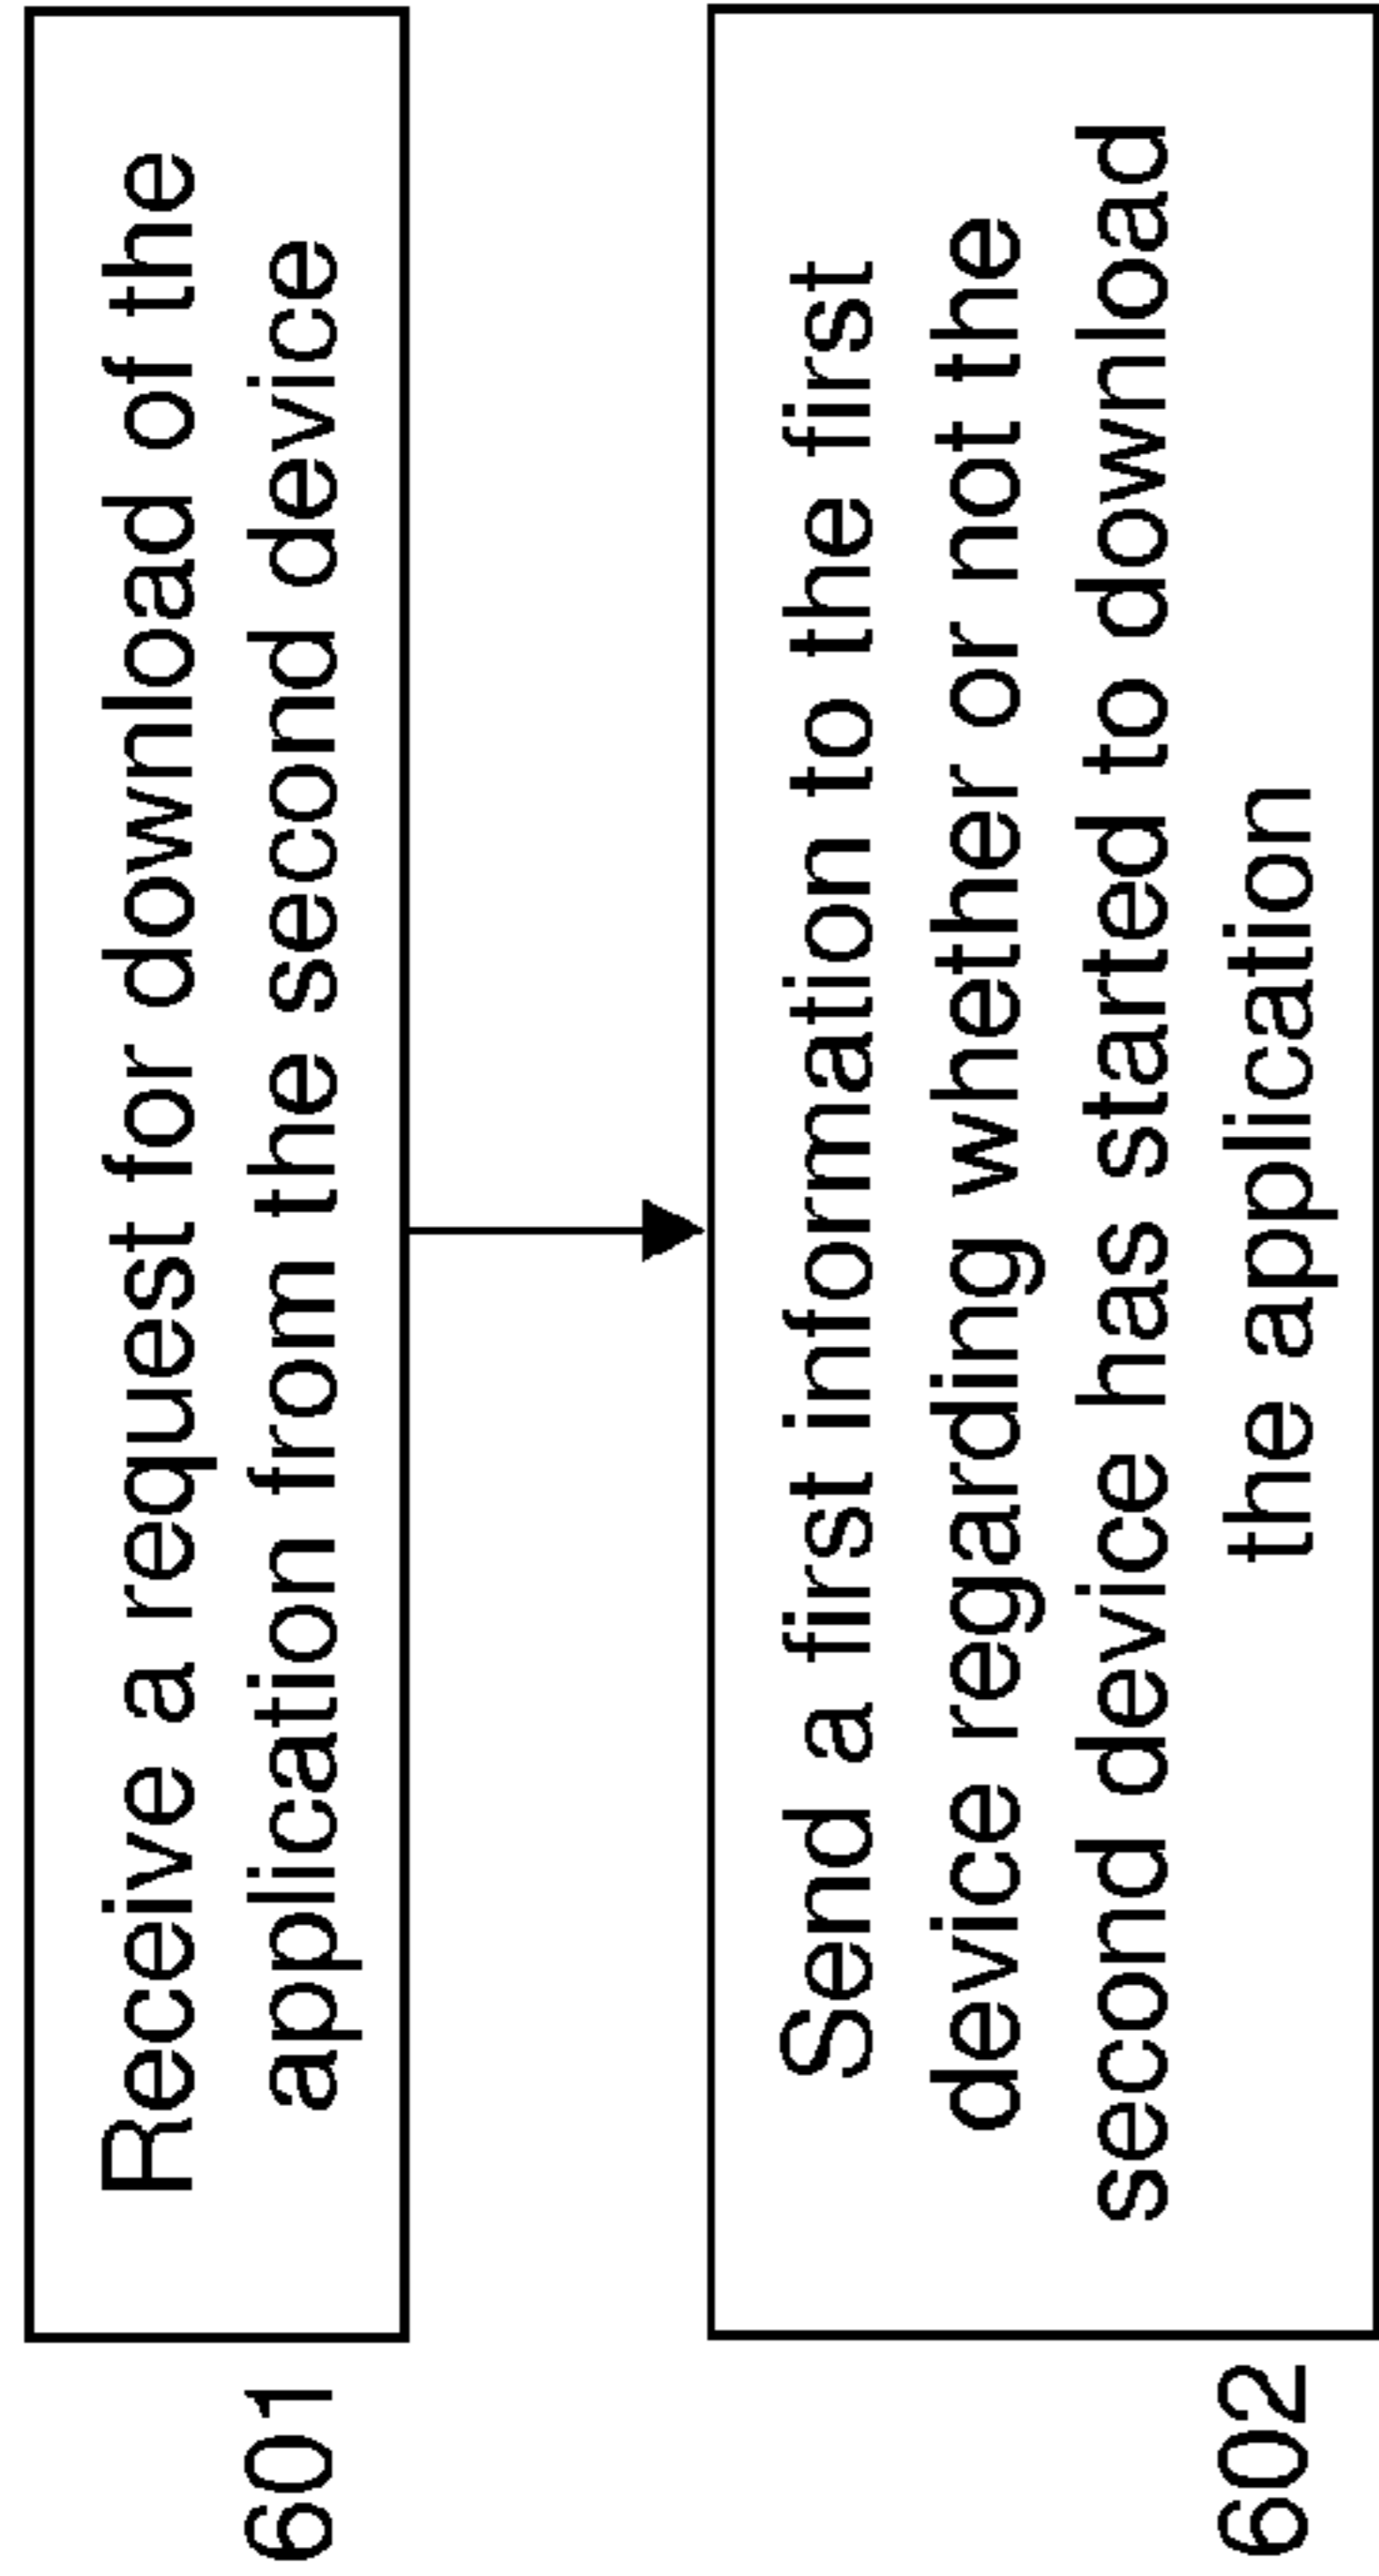 Receive a request for download of the
application from the second device
601
Send a first information to the first
device regarding whether or not the
second device has started to download
the application
602